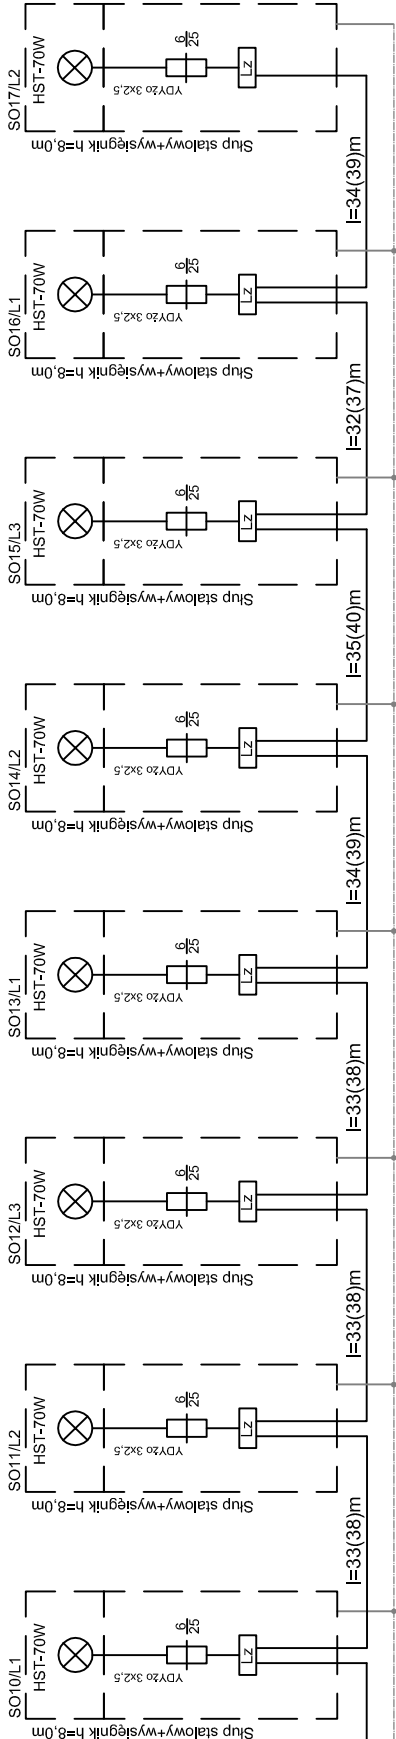 SO17/L2
HST-70W
YDYżo 3x2,5
6
25
Lz
Słup stalowy+wysięgnik h=8,0m
l=34(39)m
SO16/L1
HST-70W
YDYżo 3x2,5
6
25
Lz
Słup stalowy+wysięgnik h=8,0m
l=32(37)m
SO15/L3
HST-70W
YDYżo 3x2,5
6
25
Lz
Słup stalowy+wysięgnik h=8,0m
l=35(40)m
SO14/L2
HST-70W
YDYżo 3x2,5
6
25
Lz
Słup stalowy+wysięgnik h=8,0m
l=34(39)m
SO13/L1
HST-70W
YDYżo 3x2,5
6
25
Lz
Słup stalowy+wysięgnik h=8,0m
l=33(38)m
SO12/L3
HST-70W
YDYżo 3x2,5
6
25
Lz
Słup stalowy+wysięgnik h=8,0m
l=33(38)m
SO11/L2
HST-70W
YDYżo 3x2,5
6
25
Lz
Słup stalowy+wysięgnik h=8,0m
l=33(38)m
SO10/L1
HST-70W
YDYżo 3x2,5
6
25
Lz
Słup stalowy+wysięgnik h=8,0m